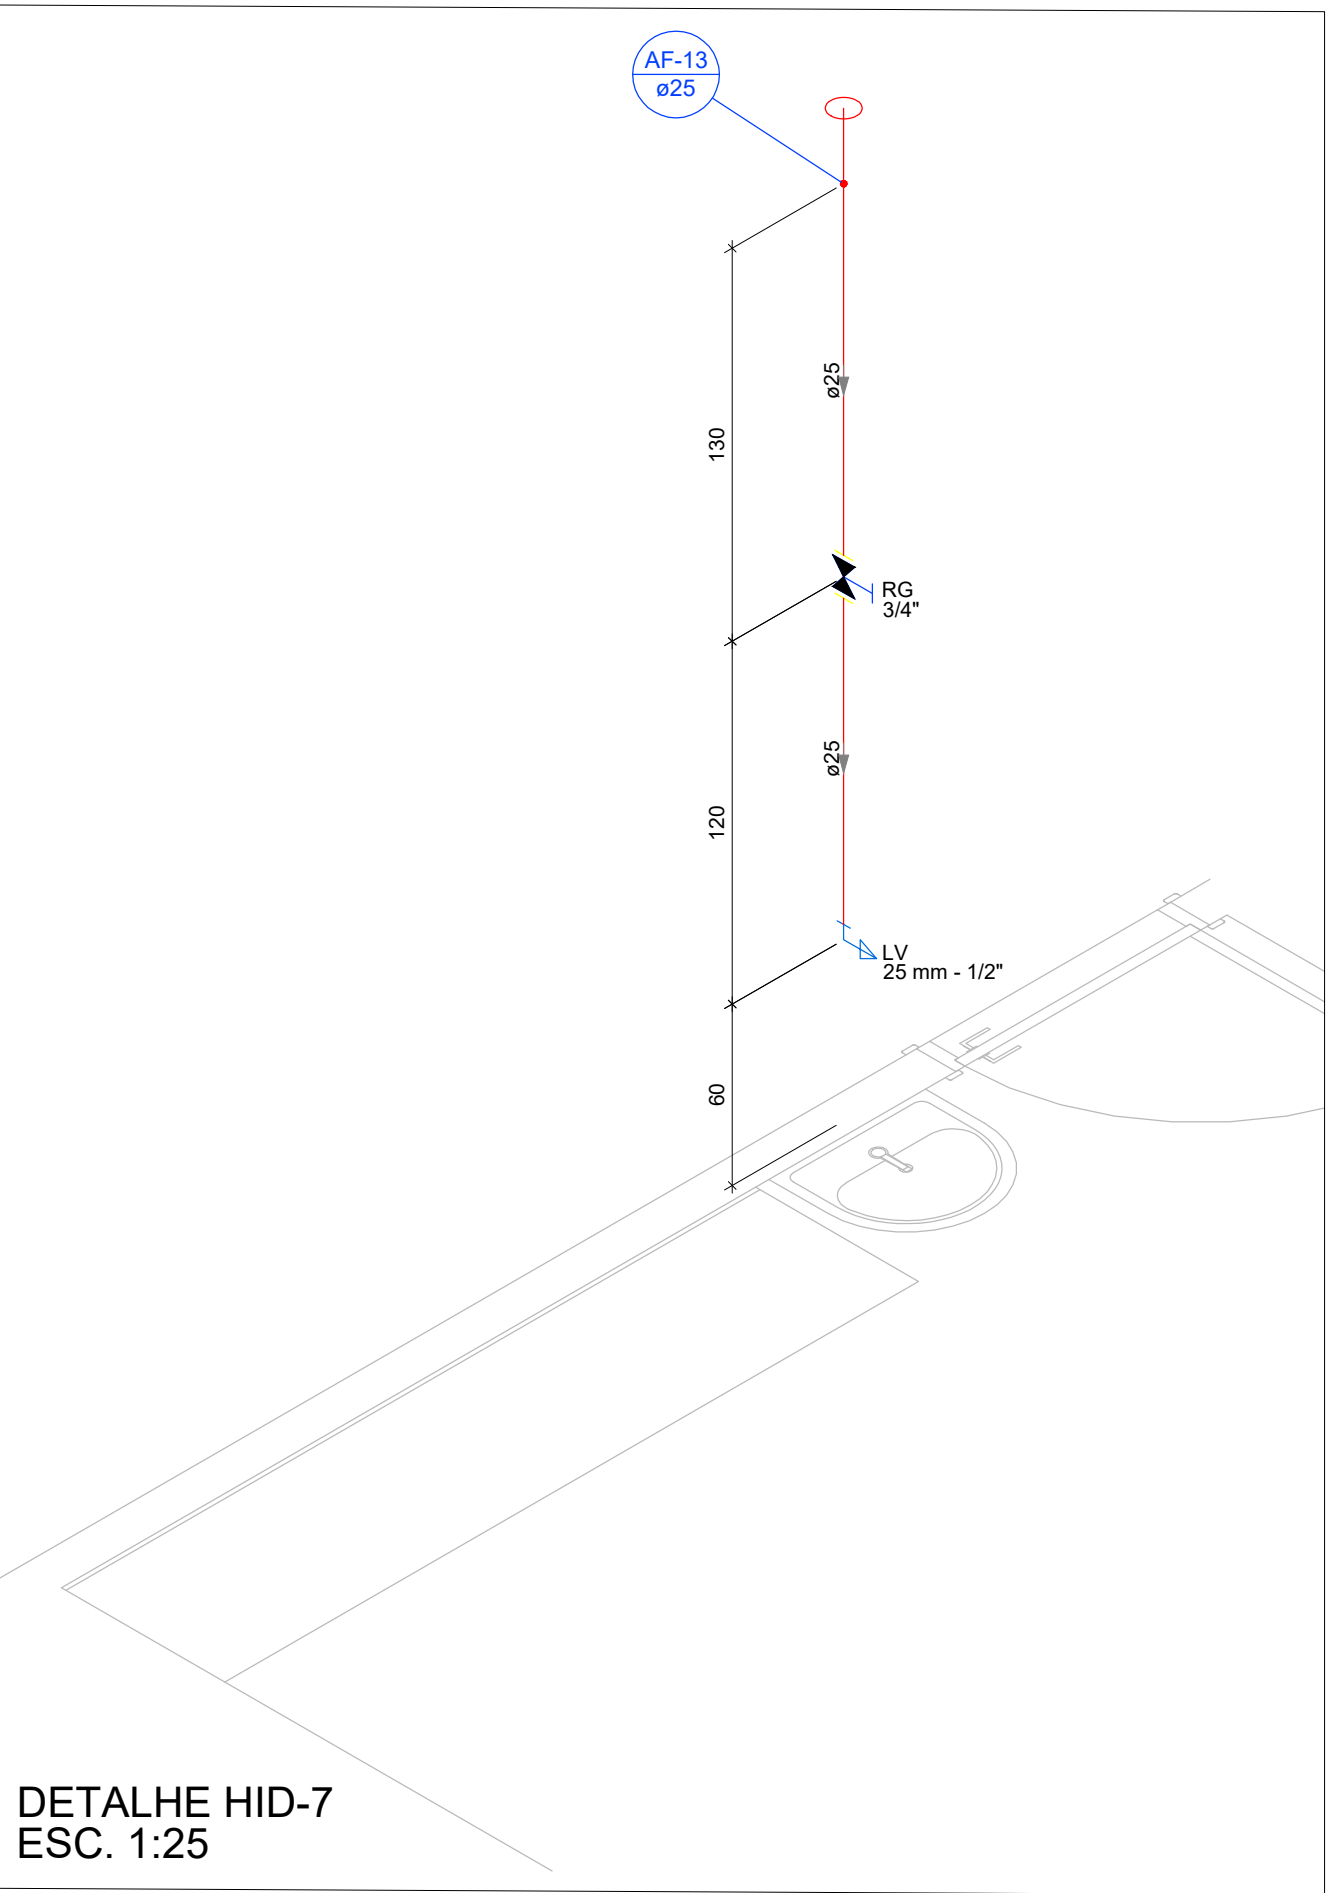 AF-13
ø25
ø25
130
RG
3/4"
ø25
120
LV
25 mm - 1/2"
60
DETALHE HID-7
ESC. 1:25